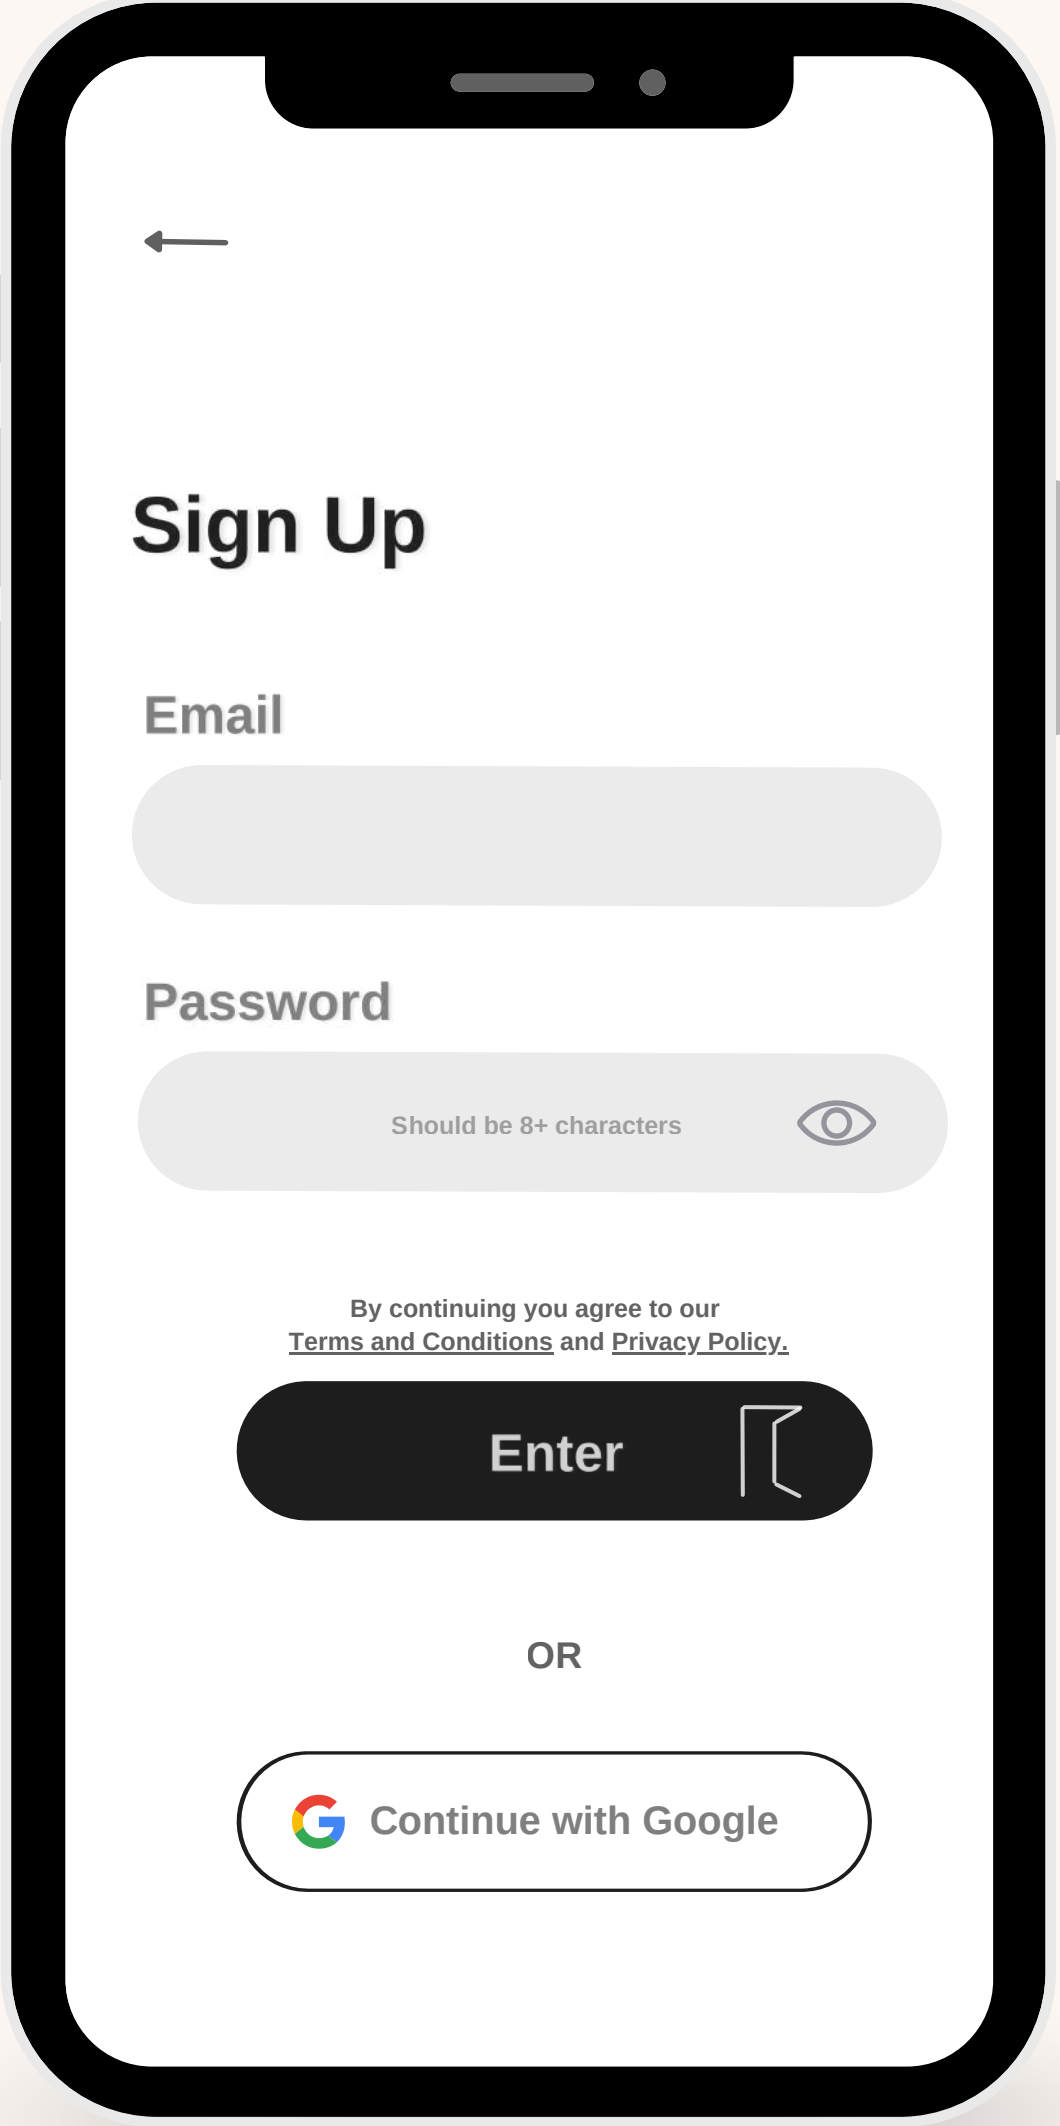 Sign Up
Email
Password
Should be 8+ characters
By continuing you agree to our
Terms and Conditions and Privacy Policy.
Enter
OR
Continue with Google